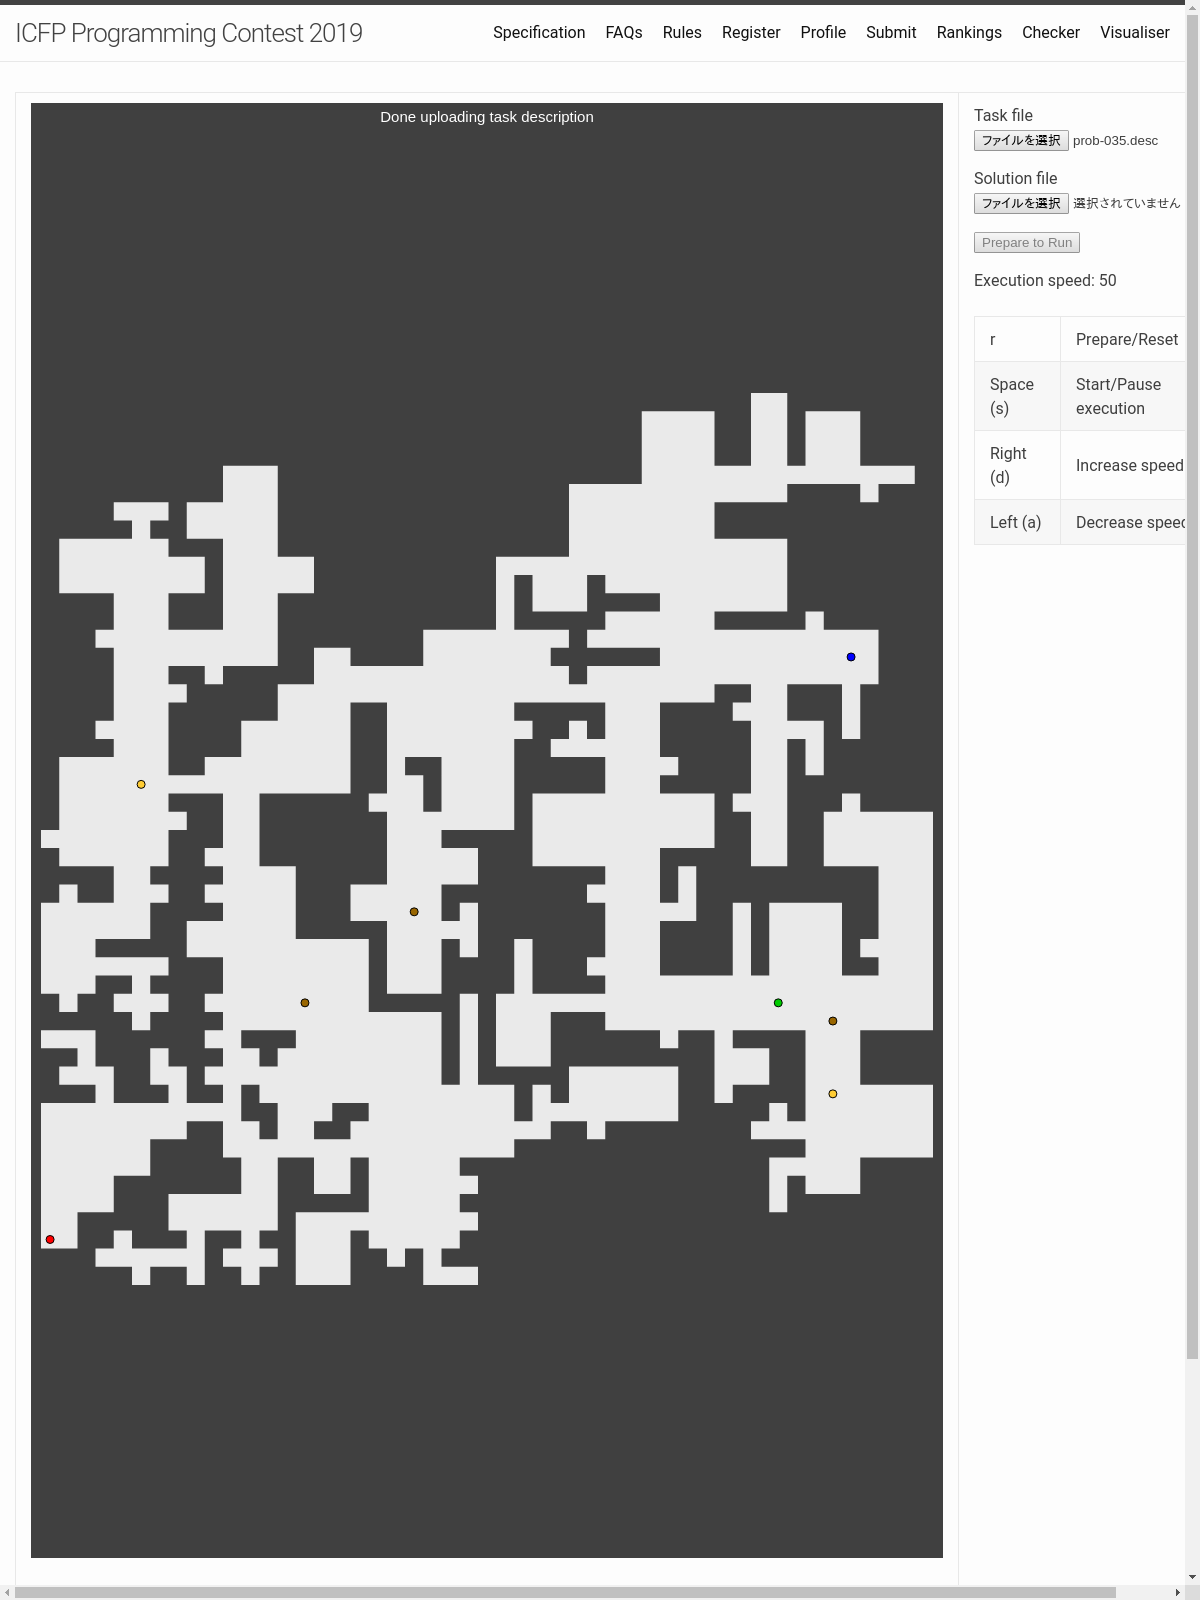 ICFP Programming Contest 2019
Specification FAQs Rules Register Profile Submit Rankings Checker Visualiser
Done uploading task description
Task file
ファイルを選択 prob-035.desc
Solution file
ファイルを選択 選択されていません
Prepare to Run
Execution speed: 50
r Prepare/Reset
Space (s) Start/Pause execution
Right (d) Increase speed
Left (a) Decrease speed